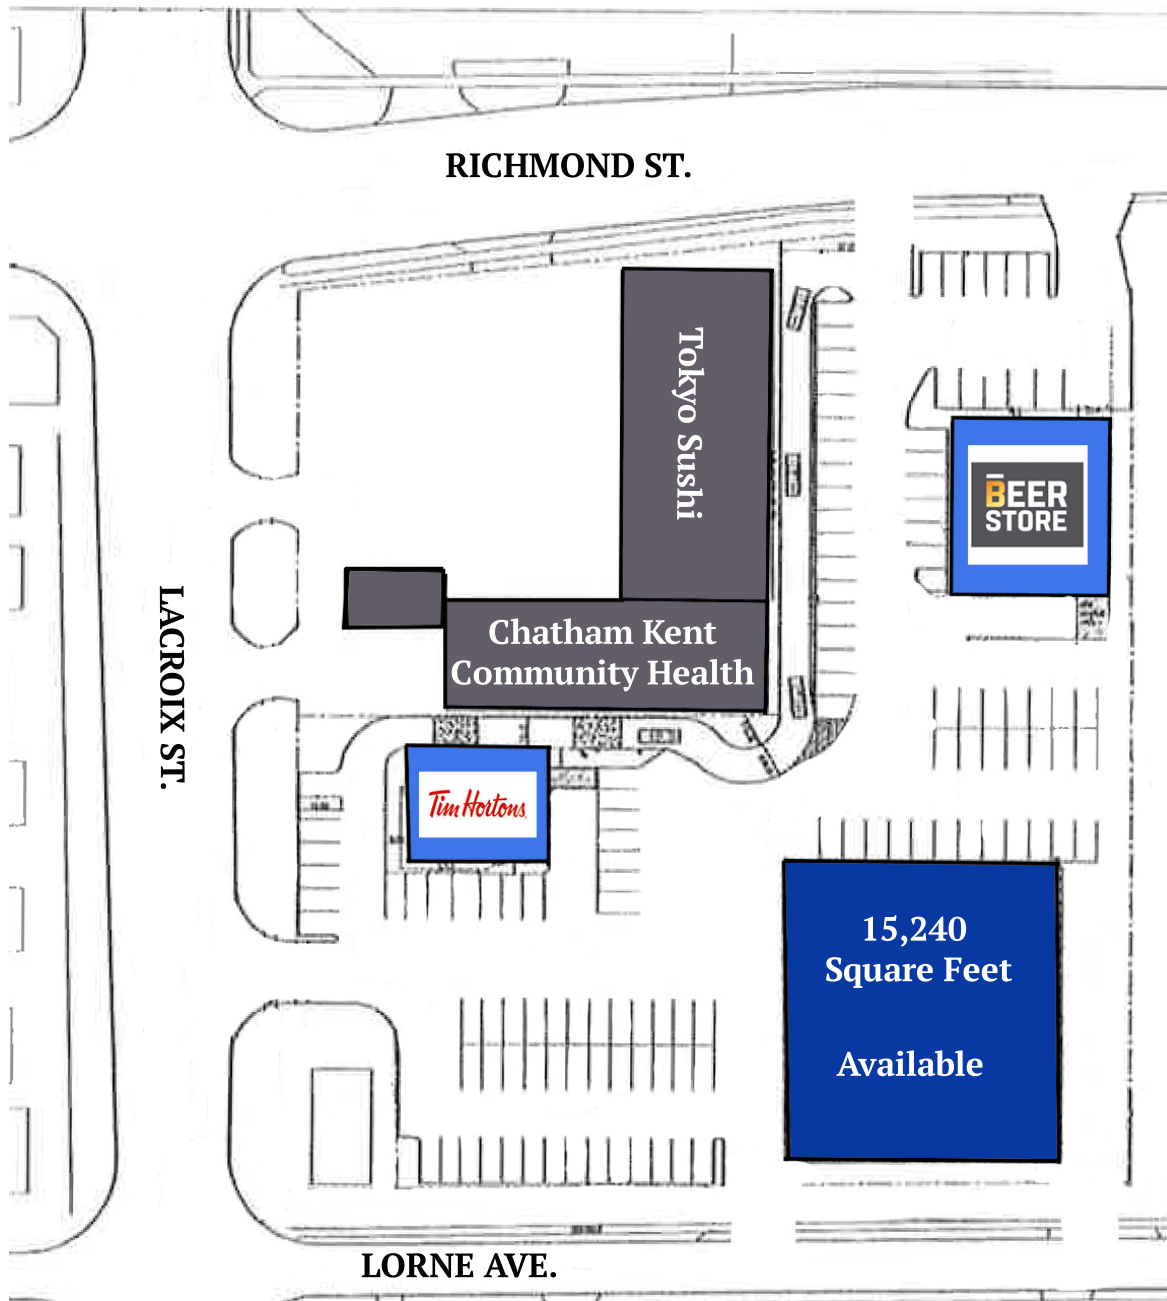 RICHMOND ST.
Tokyo Sushi
BEER
STORE
Chatham Kent
Community Health
LACROIX ST.
Tim Hortons
15,240
Square Feet
Available
LORNE AVE.